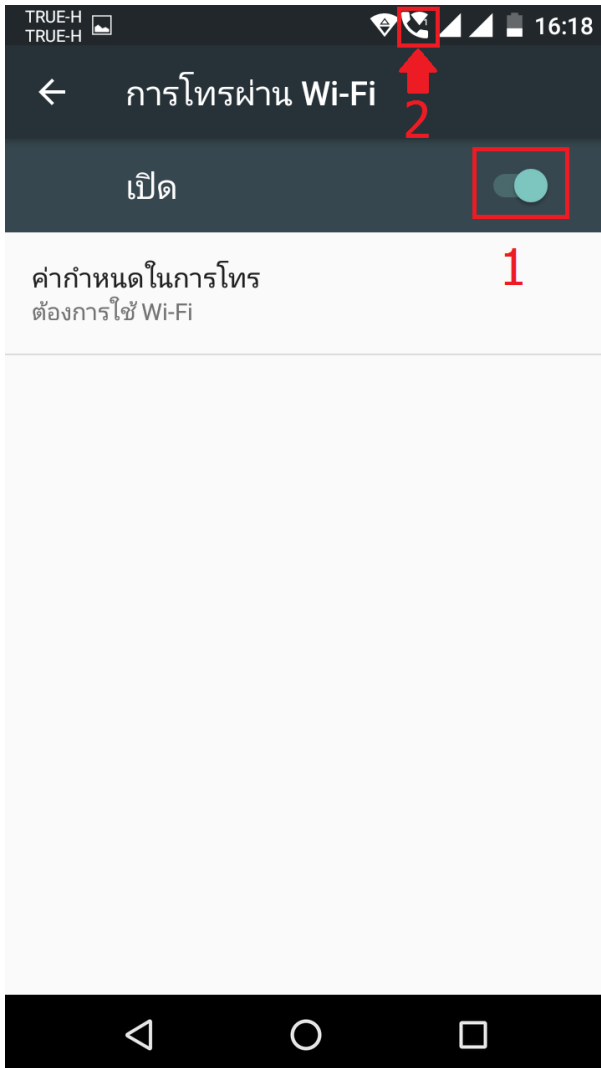 TRUE-H
TRUE-H
16:18
2
การโทรผ่าน Wi-Fi
เปิด
1
ค่ากำหนดในการโทร
ต้องการใช้ Wi-Fi